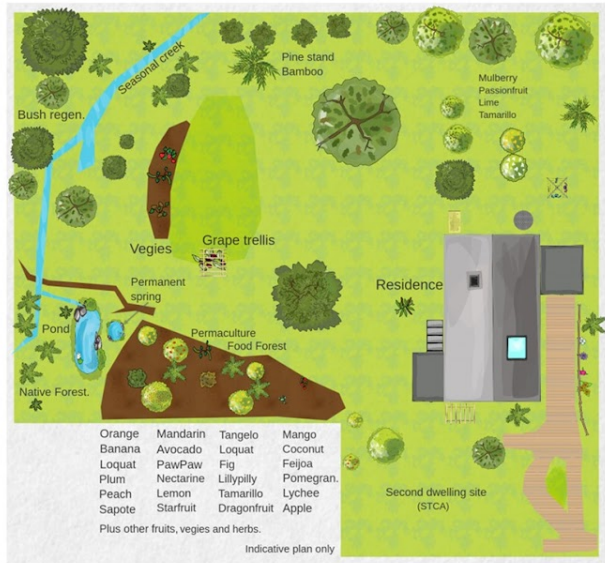 Seasonal creek
Pine stand
Bamboo
Mulberry
Passionfruit
Lime
Tamarillo
Bush regen.
Vegies
Grape trellis
Residence
Permanent
spring
Pond
Permaculture
Food Forest
Native Forest.
Orange Mandarin Tangelo Mango
Banana Avocado Loquat Coconut
Loquat PawPaw Fig Feijoa
Plum Nectarine Lillypilly Pomegran.
Peach Lemon Tamarillo Lychee
Sapote Starfruit Dragonfruit Apple
Plus other fruits, vegies and herbs.
Indicative plan only
Second dwelling site
(STCA)